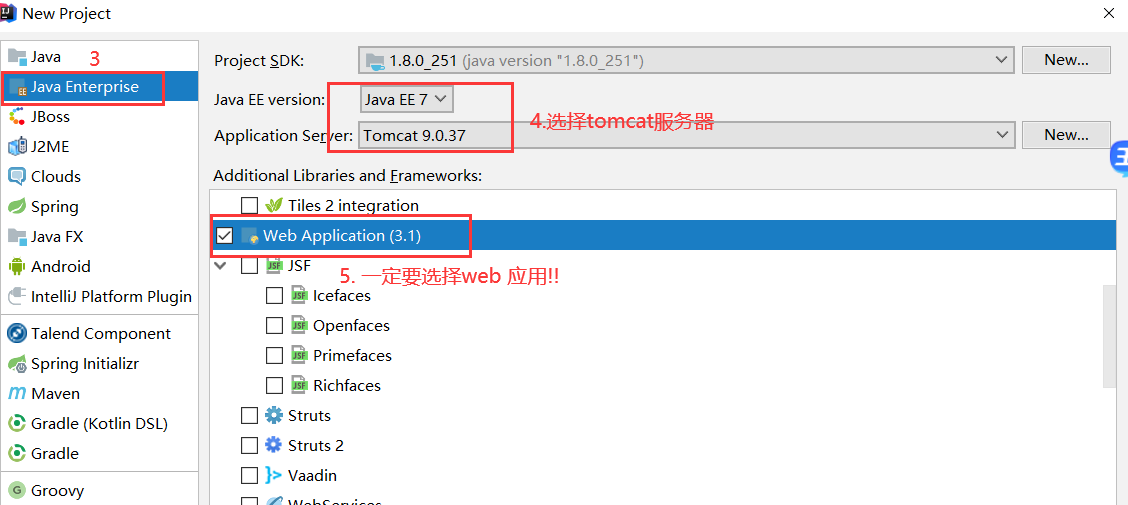 New Project
Java
3
Java Enterprise
JBoss
J2ME
Clouds
Spring
Java FX
Android
IntelliJ Platform Plugin
Talend Component
Spring Initializr
Maven
Gradle (Kotlin DSL)
Gradle
Groovy
Project SDK:
1.8.0_251 (java version "1.8.0_251")
New...
Java EE version:
Java EE 7
4.选择tomcat服务器
Application Server:
Tomcat 9.0.37
New...
Additional Libraries and Frameworks:
Tiles 2 integration
Web Application (3.1)
JSF
5. 一定要选择web 应用!!
Icefaces
Openfaces
Primefaces
Richfaces
Struts
Struts 2
Vaadin
WebServices